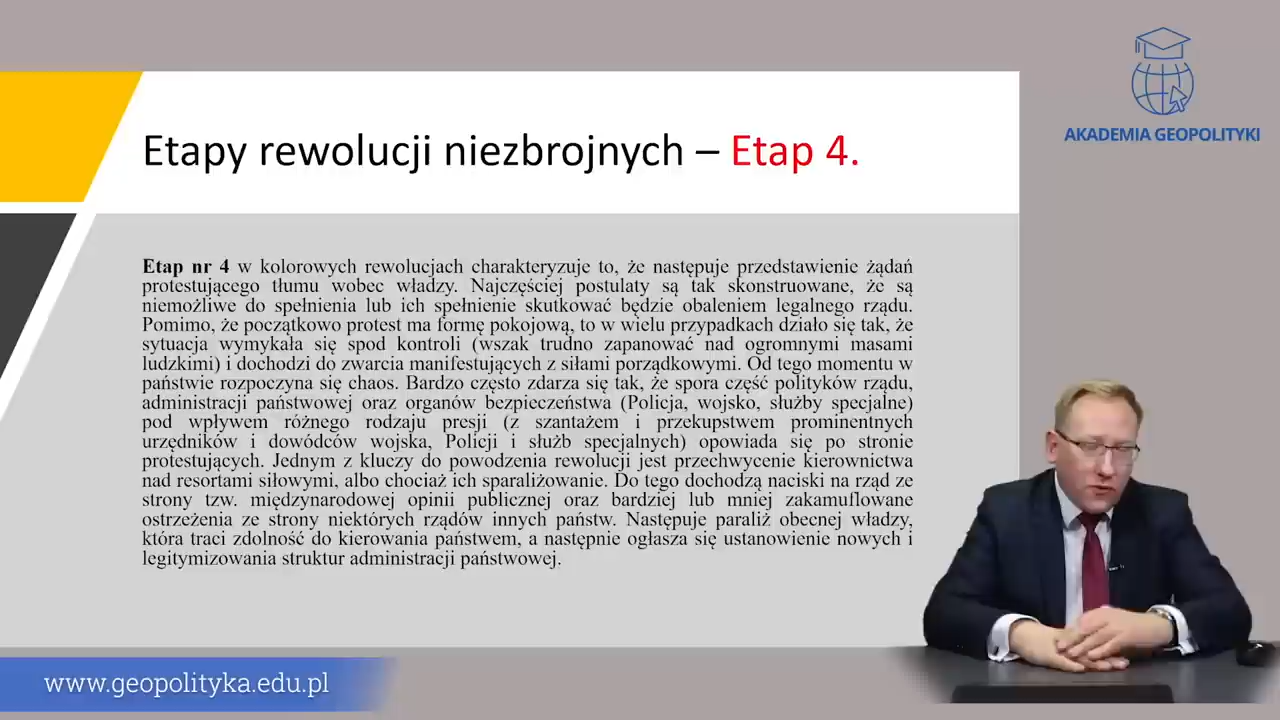 AKADEMIA GEOPOLITYKI
Etapy rewolucji niezbrojnych – Etap 4.
Etap nr 4 w kolorowych rewolucjach charakteryzuje to, że następuje przedstawienie żądań
protestującego tłumu wobec władzy. Najczęściej postulaty są tak skonstruowane, że są
niemożliwe do spełnienia lub ich spełnienie skutkować będzie obaleniem legalnego rządu.
Pomimo, że początkowo protest ma formę pokojową, to w wielu przypadkach działo się tak, że
sytuacja wymykała się spod kontroli (wszak trudno zapanować nad ogromnymi masami
ludzkimi) i dochodzi do zwarcia manifestujących z siłami porządkowymi. Od tego momentu w
państwie rozpoczyna się chaos. Bardzo często zdarza się tak, że spora część polityków rządu,
administracji państwowej oraz organów bezpieczeństwa (Policja, wojsko, służby specjalne)
pod wpływem różnego rodzaju presji (z szantażem i przekupstwem prominentnych
urzędników i dowódców wojska, Policji i służb specjalnych) opowiada się po stronie
protestujących. Jednym z kluczy do powodzenia rewolucji jest przechwycenie kierownictwa
nad resortami siłowymi, albo chociaż ich sparaliżowanie. Do tego dochodzą naciski na rząd ze
strony tzw. międzynarodowej opinii publicznej oraz bardziej lub mniej zakamuflowane
ostrzeżenia ze strony niektórych rządów innych państw. Następuje paraliż obecnej władzy,
która traci zdolność do kierowania państwem, a następnie ogłasza się ustanowienie nowych i
legitymizowania struktur administracji państwowej.
www.geopolityka.edu.pl